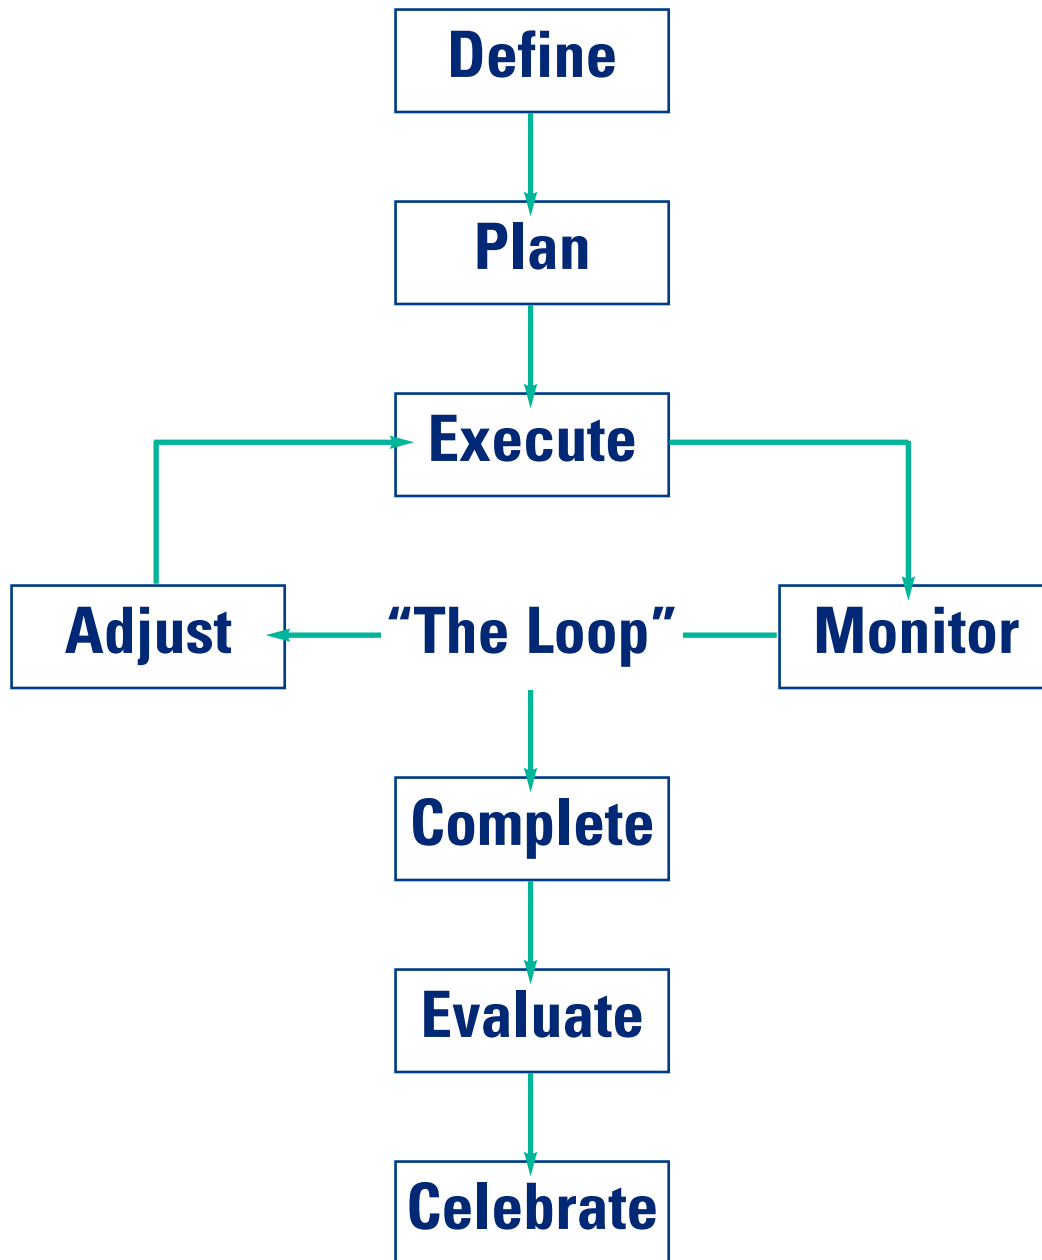 Define
Plan
Execute
Adjust
“The Loop”
Monitor
Complete
Evaluate
Celebrate